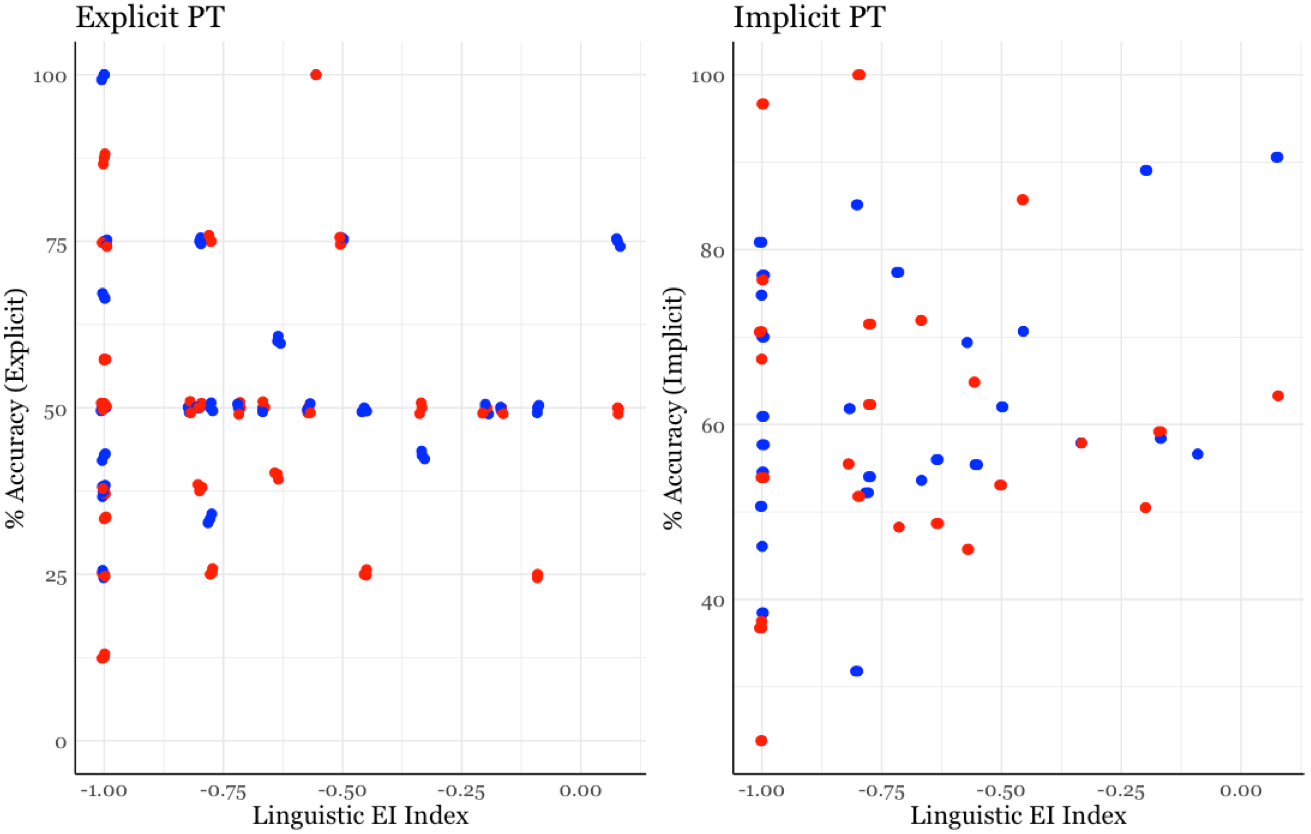 Explicit PT
% Accuracy (Explicit)
100
75
50
25
0
-1.00 -0.75 -0.50 -0.25 0.00
Linguistic EI Index
Implicit PT
% Accuracy (Implicit)
100
80
60
40
-1.00 -0.75 -0.50 -0.25 0.00
Linguistic EI Index